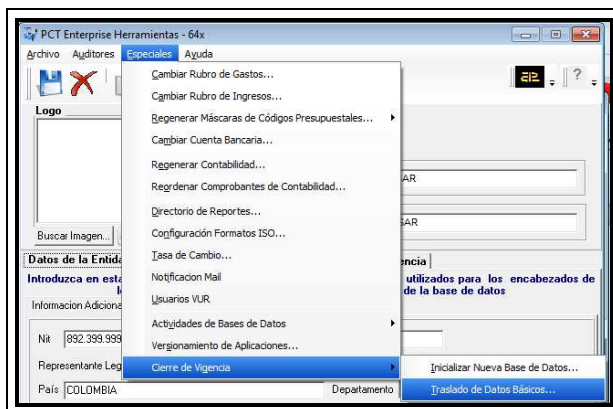 PCT Enterprise Herramientas - 64x
Archivo Auditores Especiales Ayuda
Cambiar Rubro de Gastos...
Cambiar Rubro de Ingresos...
Regenerar Máscaras de Códigos Presupuestales...
Cambiar Cuenta Bancaria...
Regenerar Contabilidad...
Reordenar Comprobantes de Contabilidad...
Directorio de Reportes...
Configuración Formatos ISO...
Tasa de Cambio...
Notificacion Mail
Usuarios VUR
Actividades de Bases de Datos
Versionamiento de Aplicaciones...
Cierre de Vigencia
Inicializar Nueva Base de Datos...
Traslado de Datos Básicos...
?
Logo
AR
GAR
Buscar Imagen...
Datos de la Entida
encia
Introduzca en esta
utilizados para los encabezados de
de la base de datos
Informacion Adiciona
Nit 892.399.999
Representante Leg
País COLOMBIA Departamento